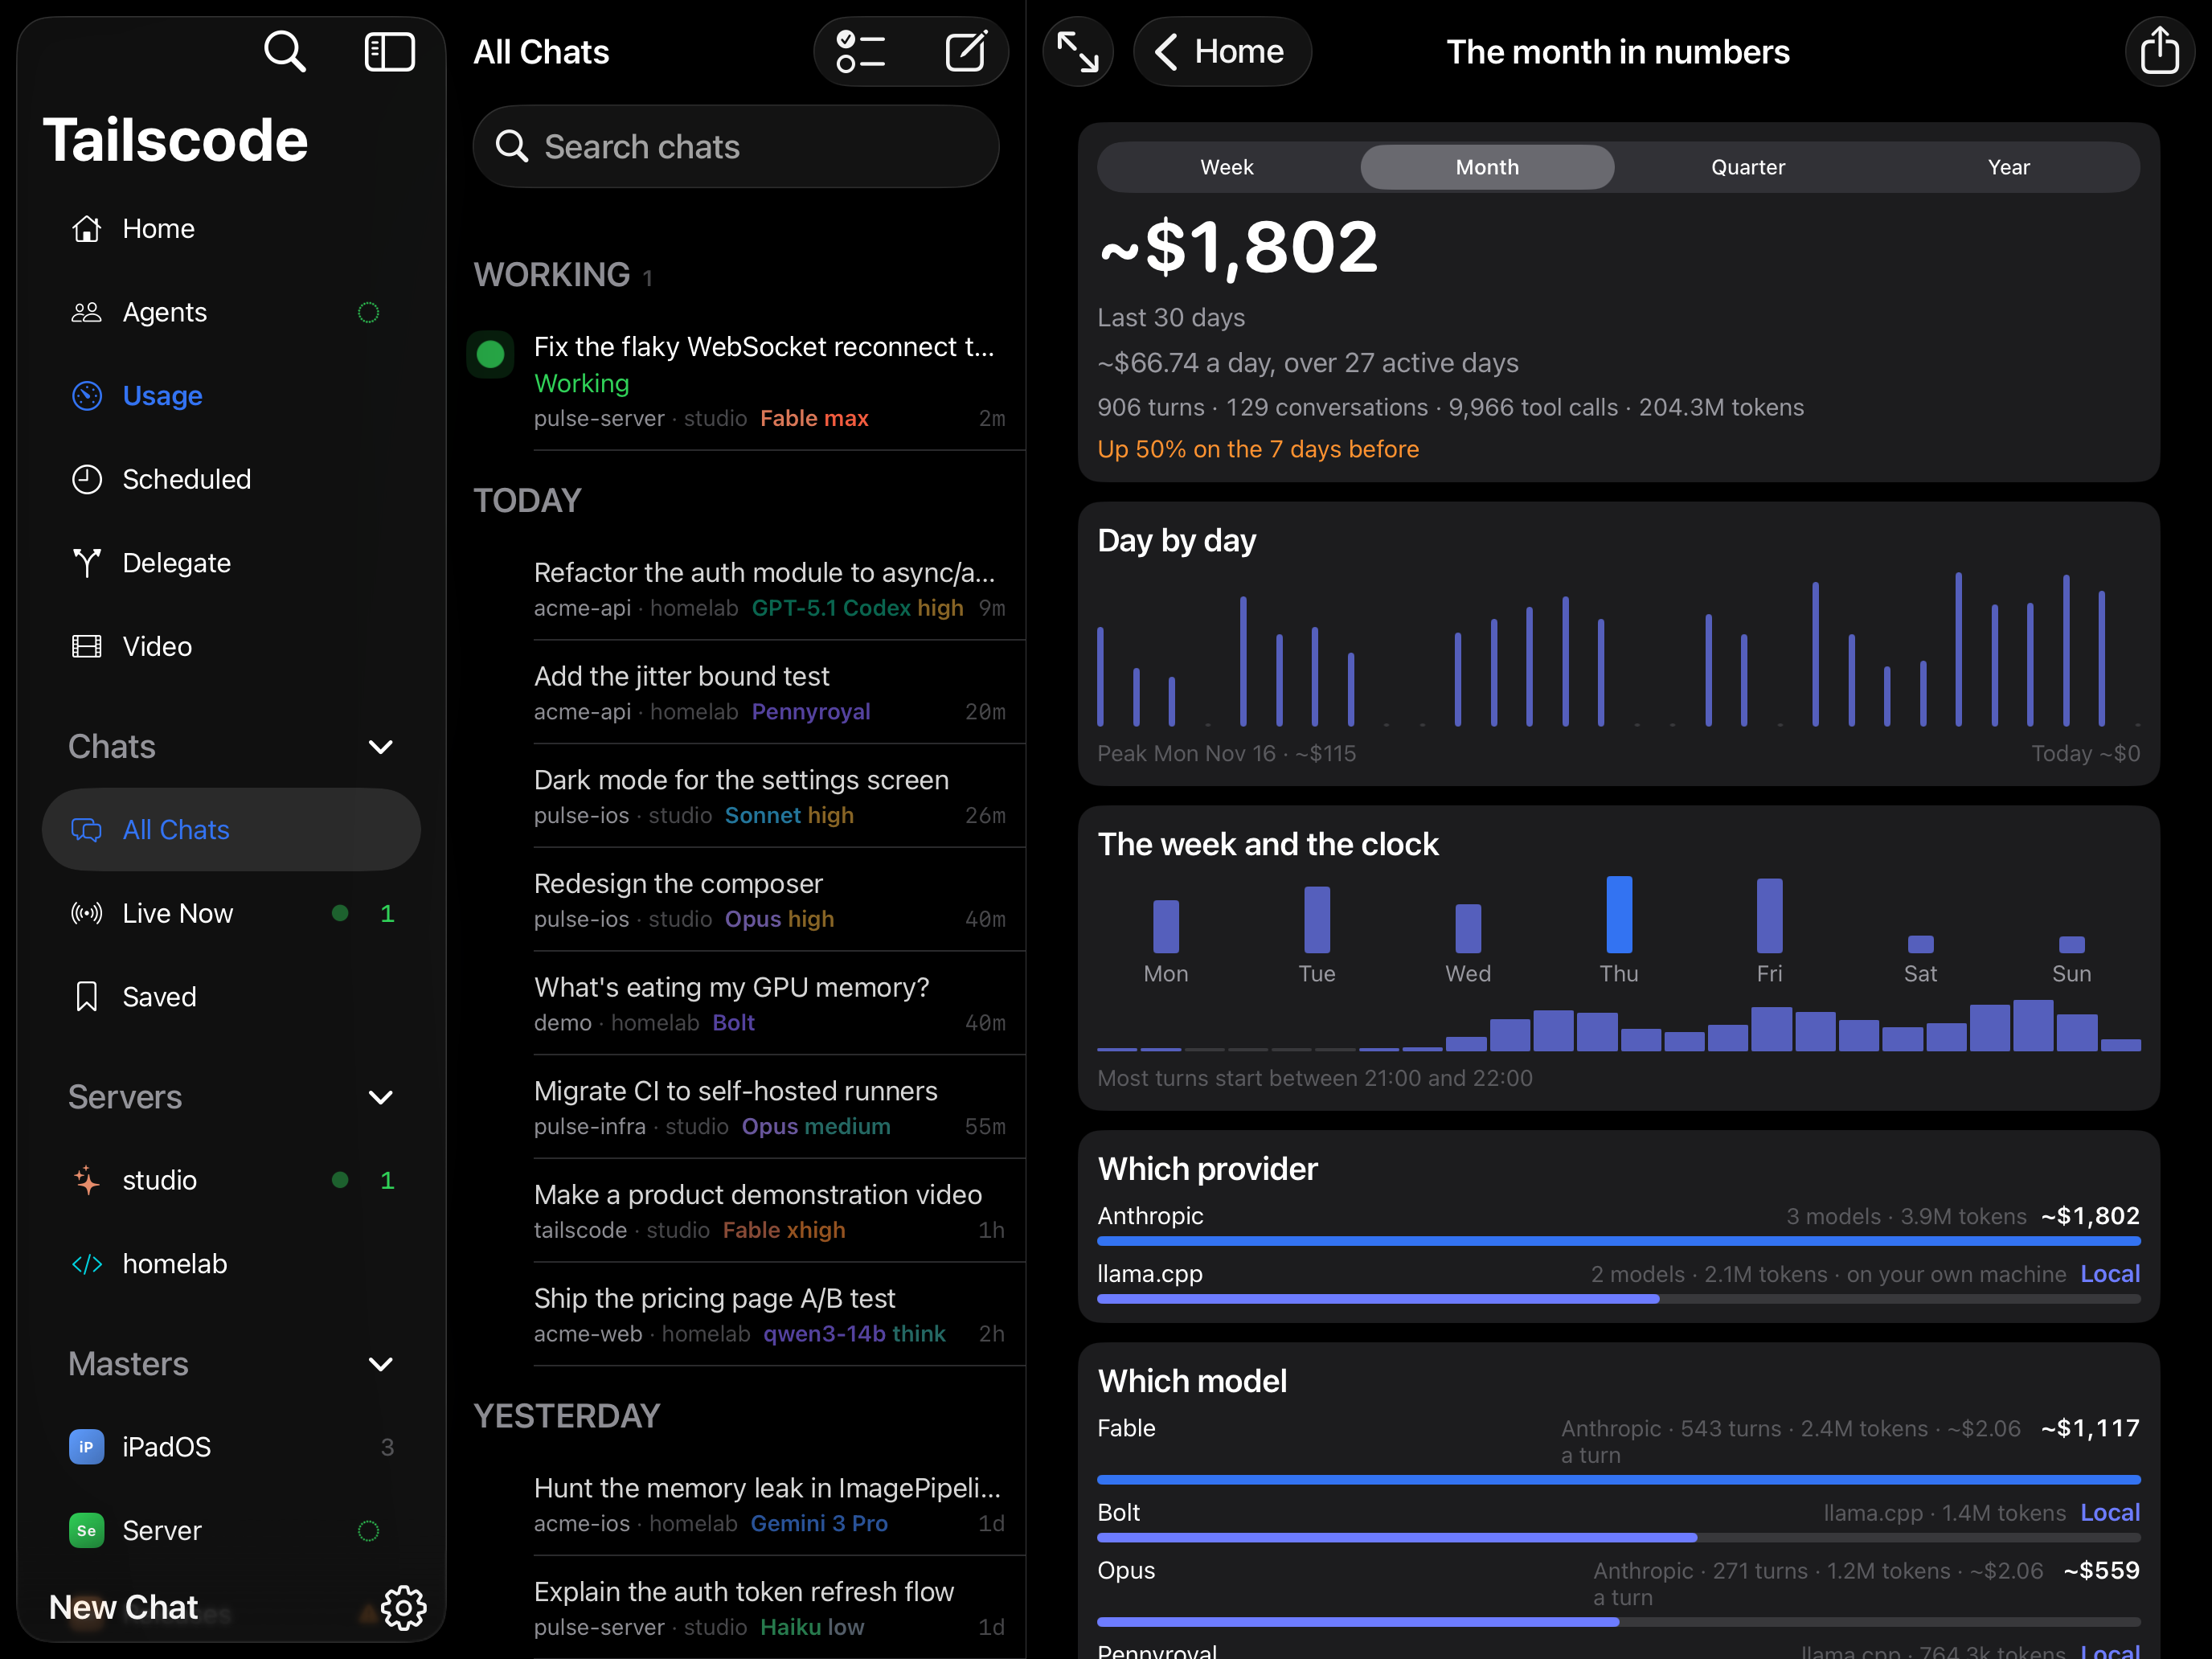 Tailscode
Home
Agents
Usage
Scheduled
Delegate
Video
Chats
All Chats
Live Now 1
Saved
Servers
studio 1
homelab
Masters
iP iPadOS 3
Se Server
New Chat
All Chats
Search chats
WORKING 1
Fix the flaky WebSocket reconnect t...
Working
pulse-server · studio Fable max 2m
TODAY
Refactor the auth module to async/a...
acme-api · homelab GPT-5.1 Codex high 9m
Add the jitter bound test
acme-api · homelab Pennyroyal 20m
Dark mode for the settings screen
pulse-ios · studio Sonnet high 26m
Redesign the composer
pulse-ios · studio Opus high 40m
What's eating my GPU memory?
demo · homelab Bolt 40m
Migrate CI to self-hosted runners
pulse-infra · studio Opus medium 55m
Make a product demonstration video
tailscode · studio Fable xhigh 1h
Ship the pricing page A/B test
acme-web · homelab qwen3-14b think 2h
YESTERDAY
Hunt the memory leak in ImagePipeli...
acme-ios · homelab Gemini 3 Pro 1d
Explain the auth token refresh flow
pulse-server · studio Haiku low 1d
Home
The month in numbers
Week Month Quarter Year
~$1,802
Last 30 days
~$66.74 a day, over 27 active days
906 turns · 129 conversations · 9,966 tool calls · 204.3M tokens
Up 50% on the 7 days before
Day by day
Peak Mon Nov 16 · ~$115 Today ~$0
The week and the clock
Mon Tue Wed Thu Fri Sat Sun
Most turns start between 21:00 and 22:00
Which provider
Anthropic 3 models · 3.9M tokens ~$1,802
llama.cpp 2 models · 2.1M tokens · on your own machine Local
Which model
Fable Anthropic · 543 turns · 2.4M tokens · ~$2.06 ~$1,117
a turn
Bolt llama.cpp · 1.4M tokens Local
Opus Anthropic · 271 turns · 1.2M tokens · ~$2.06 ~$559
a turn
Pennyroyal llama.cpp · 764.3k tokens Local